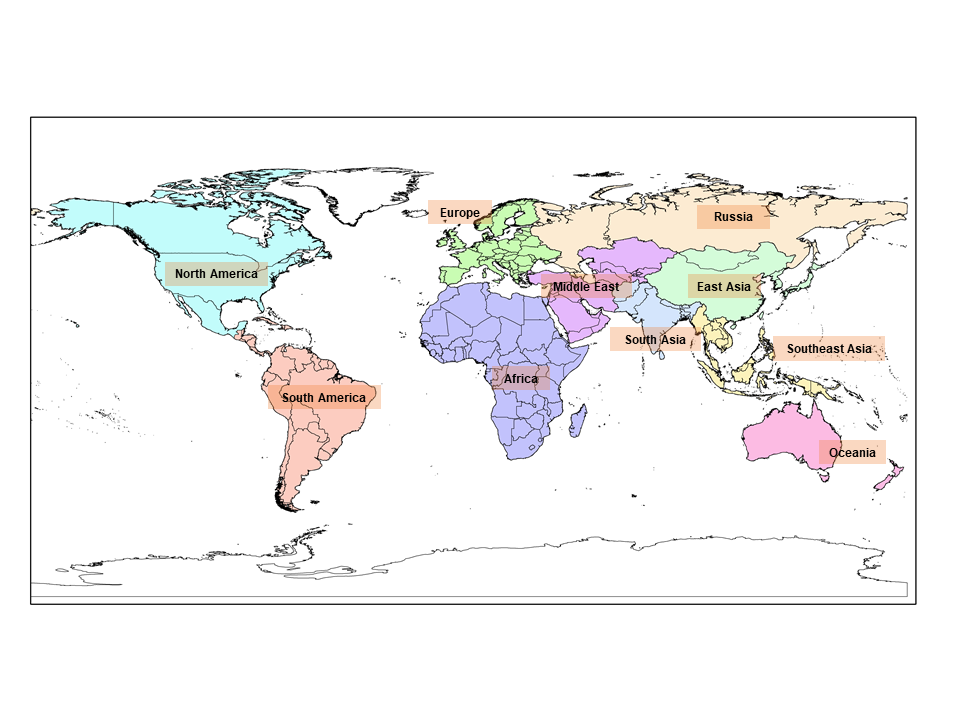 Europe
Russia
North America
Middle East
East Asia
South Asia
Southeast Asia
Africa
South America
Oceania